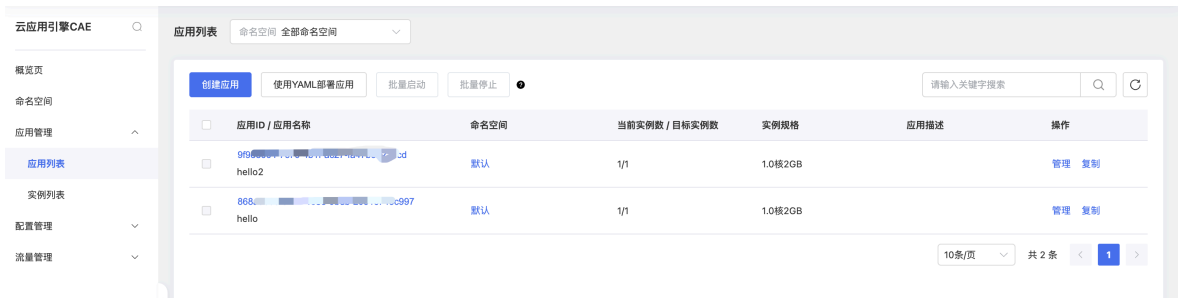 云应用引擎CAE
应用列表 命名空间 全部命名空间
概览页
命名空间
应用管理
应用列表
实例列表
配置管理
流量管理
创建应用 使用YAML部署应用 批量启动 批量停止 ? 请输入关键字搜索
应用ID / 应用名称 命名空间 当前实例数 / 目标实例数 实例规格 应用描述 操作
默认 1/1 1.0核2GB 管理 复制
hello2
默认 1/1 1.0核2GB 管理 复制
hello
10条/页 共 2 条 < 1 >